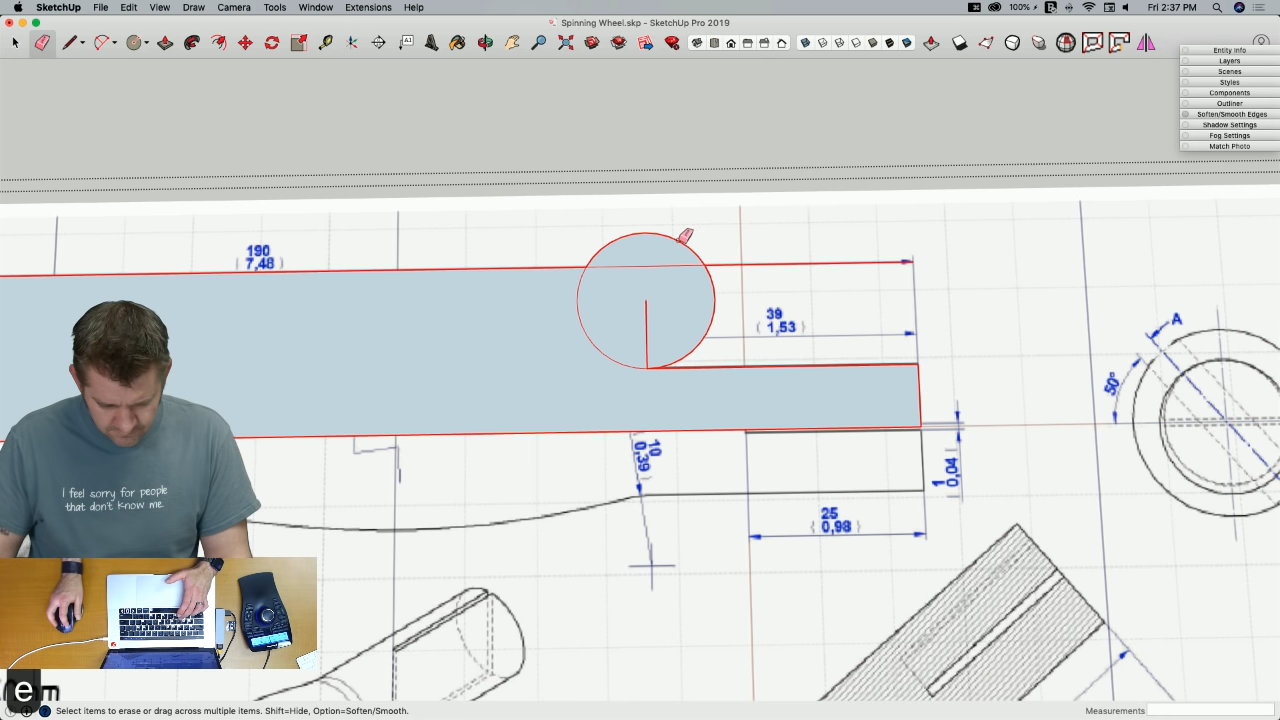 SketchUp File Edit View Draw Camera Tools Window Extensions Help
100% Fri 2:37 PM
Spinning Wheel.skp - SketchUp Pro 2019
Entity Info
Layers
Scenes
Styles
Components
Outliner
Soften/Smooth Edges
Shadow Settings
Fog Settings
Match Photo
190
( 7,48 )
39
( 1,53 )
A
50°
10
0,39
1
0,04
25
( 0,98 )
I feel sorry for people
that don't know me.
e
Select items to erase or drag across multiple items. Shift=Hide, Option=Soften/Smooth.
Measurements